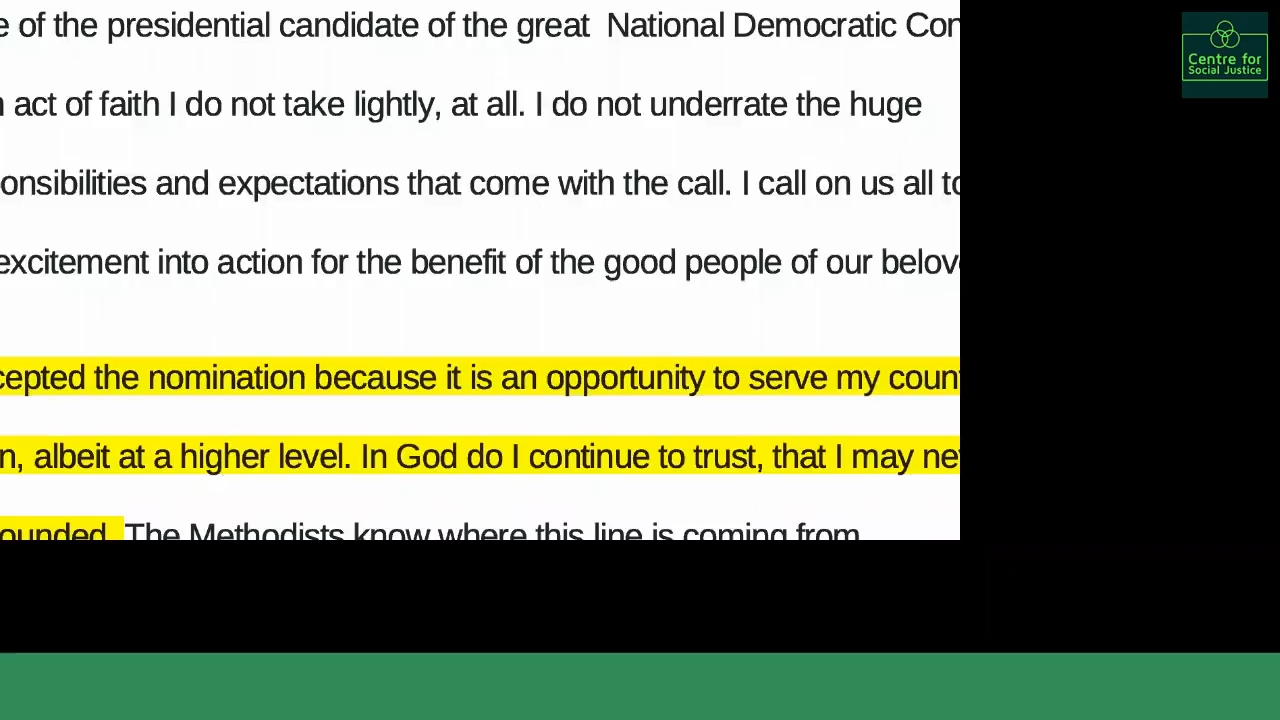 e of the presidential candidate of the great National Democratic Con
act of faith I do not take lightly, at all. I do not underrate the huge
onsibilities and expectations that come with the call. I call on us all to
excitement into action for the benefit of the good people of our belov
cepted the nomination because it is an opportunity to serve my coun
n, albeit at a higher level. In God do I continue to trust, that I may ne
ounded. The Methodists know where this line is coming from
Centre for
Social Justice